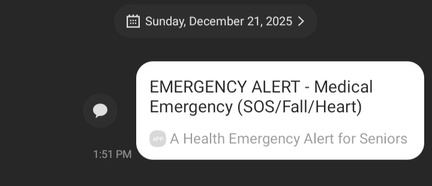 Sunday, December 21, 2025
EMERGENCY ALERT - Medical
Emergency (SOS/Fall/Heart)
APP A Health Emergency Alert for Seniors
1:51 PM